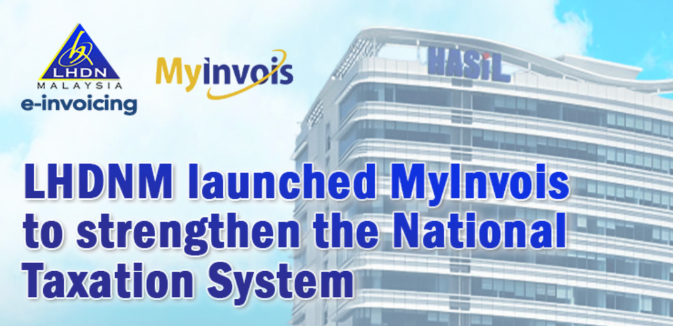 LHDN
MALAYSIA
e-invoicing
MyInvois
HASiL
LHDNM launched MyInvois
to strengthen the National
Taxation System